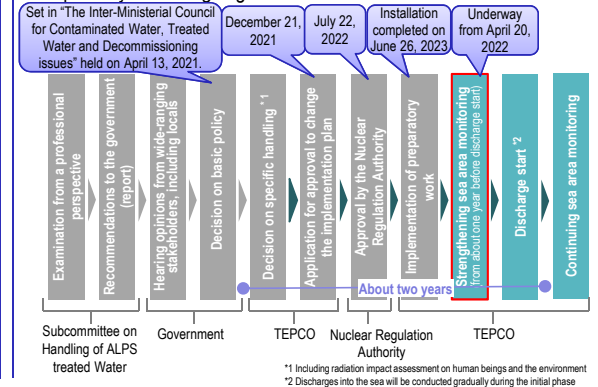 Set in “The Inter-Ministerial Council
for Contaminated Water, Treated
Water and Decommissioning
issues” held on April 13, 2021.
December 21,
2021
July 22,
2022
Installation
completed on
June 26, 2023
Underway
from April 20,
2022
Examination from a professional
perspective
Recommendations to the government
(report)
Hearing opinions from wide-ranging
stakeholders, including locals
Decision on basic policy
Decision on specific handling *1
Application for approval to change
the implementation plan
Approval by the Nuclear
Regulation Authority
Implementation of preparatory
work
Strengthening sea area monitoring
(from about one year before discharge start)
Discharge start *2
Continuing sea area monitoring
About two years
Subcommittee on
Handling of ALPS
treated Water
Government
TEPCO
Nuclear Regulation
Authority
TEPCO
*1 Including radiation impact assessment on human beings and the environment
*2 Discharges into the sea will be conducted gradually during the initial phase